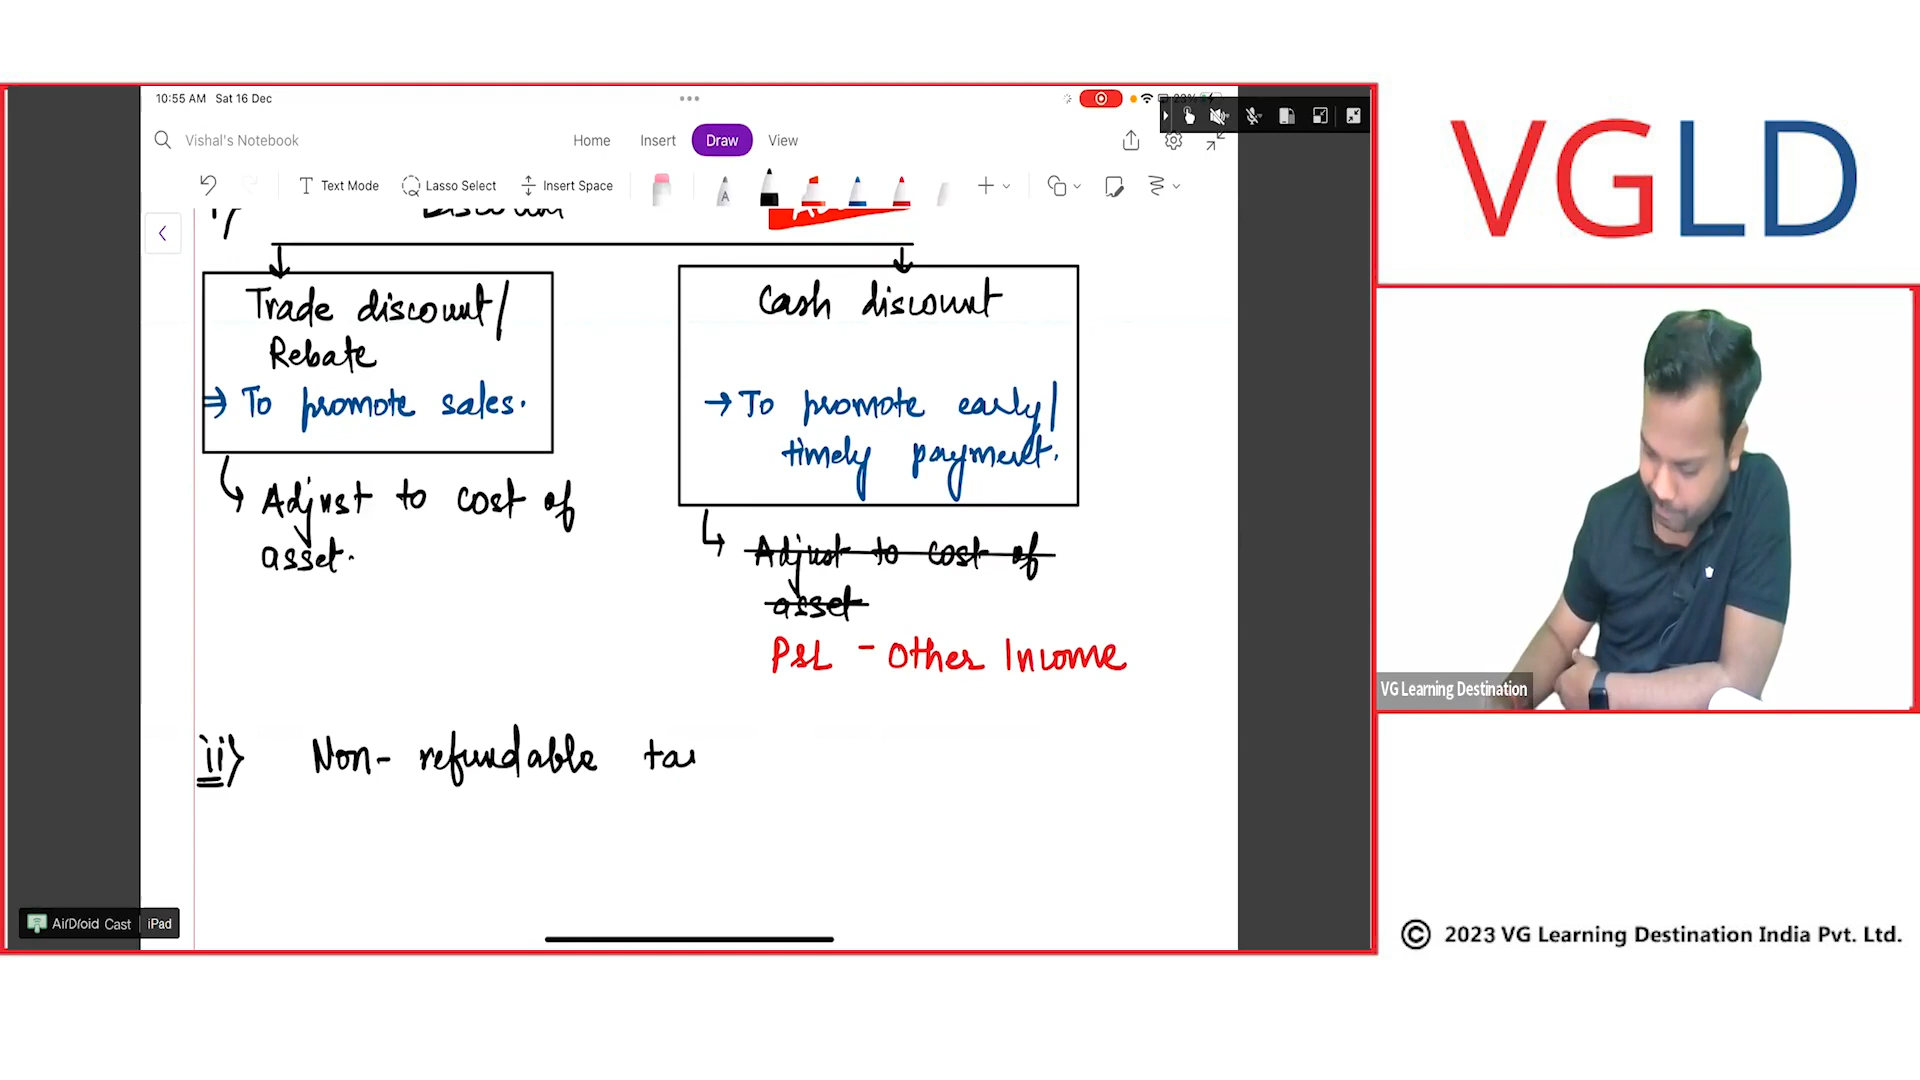 10:55 AM Sat 16 Dec
23%
Vishal's Notebook
Home Insert Draw View
Text Mode Lasso Select Insert Space
Discount
Trade discount/
Rebate
⇒ To promote sales.
Adjust to cost of
asset.
Cash discount
→ To promote early/
timely payment.
Adjust to cost of
asset
P&L - Other Income
ii) Non-refundable tax
AirDroid Cast iPad
VGLD
VG Learning Destination
© 2023 VG Learning Destination India Pvt. Ltd.